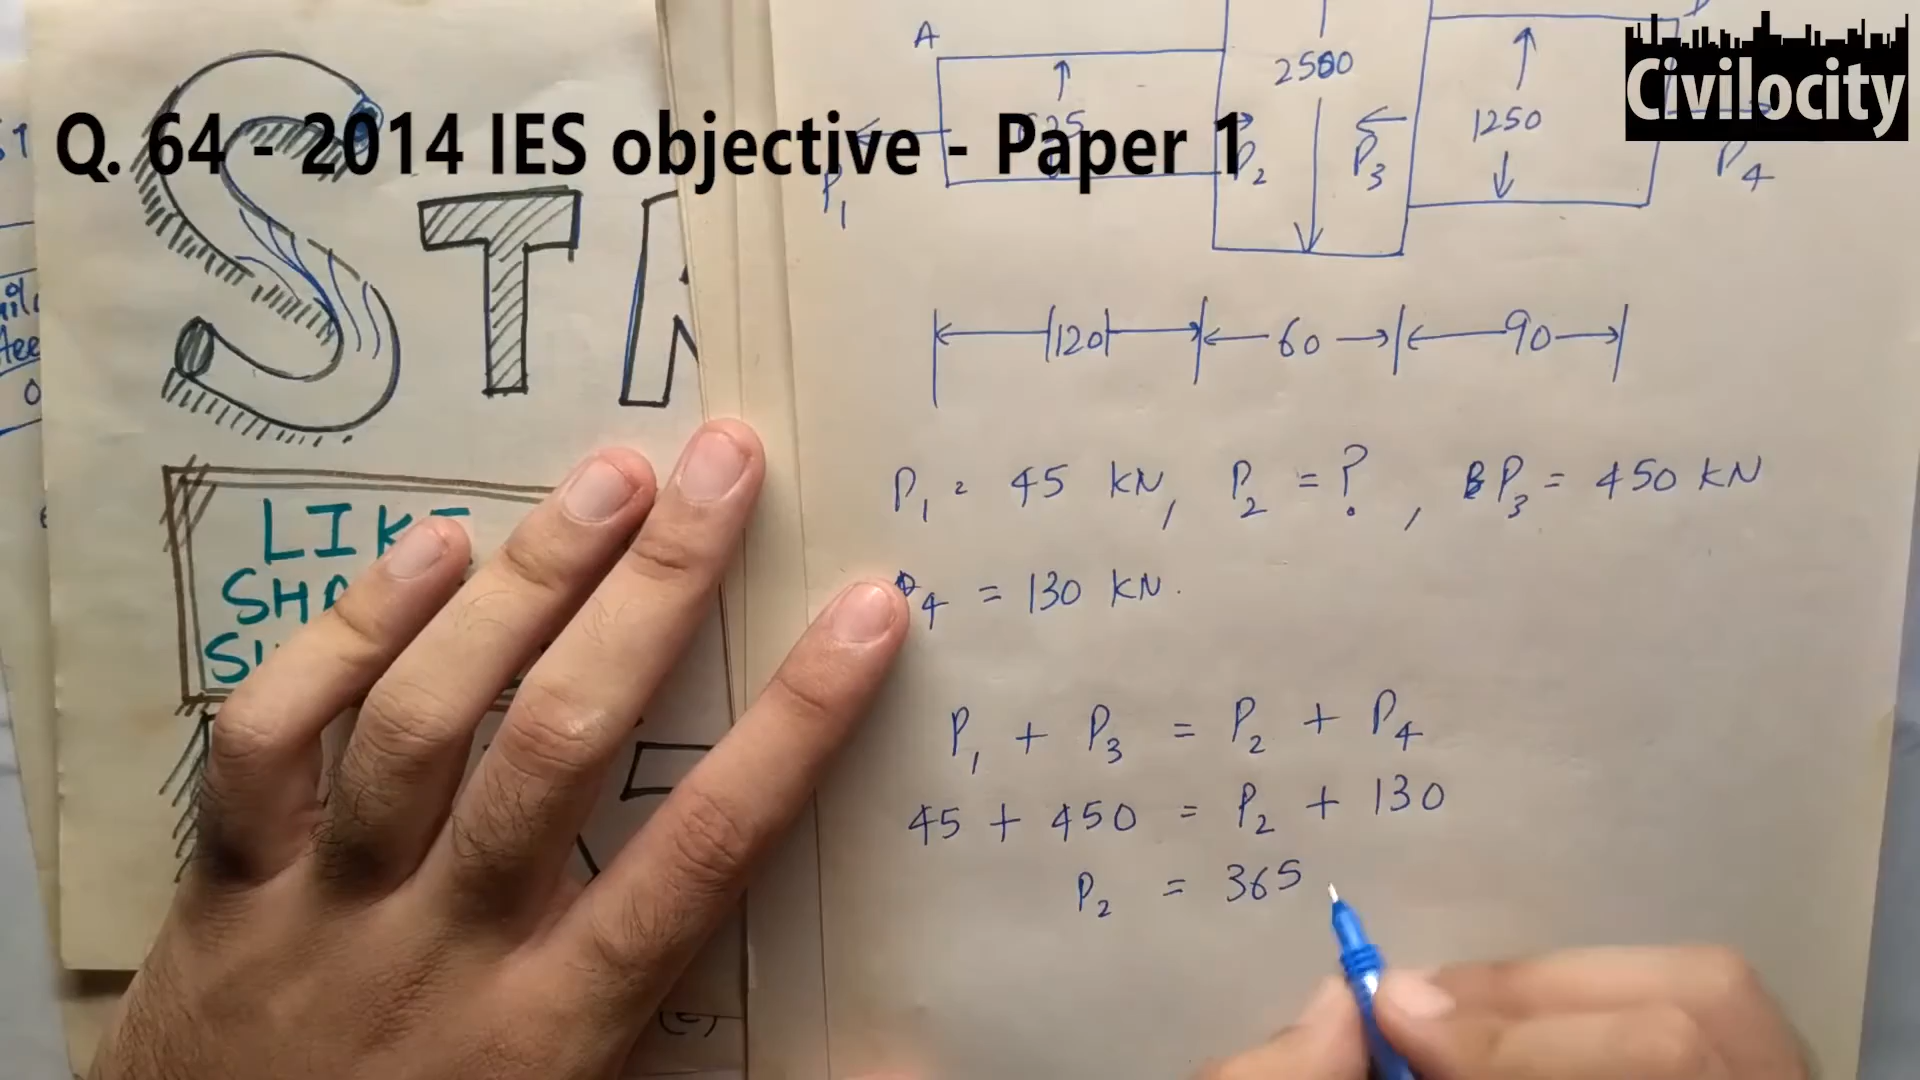 Civilocity
Q. 64 - 2014 IES objective - Paper 1
A
625
2500
1250
P1
P2
P3
P4
120
60
90
P1 = 45 KN, P2 = ?, P3 = 450 KN
P4 = 130 KN.
P1 + P3 = P2 + P4
45 + 450 = P2 + 130
P2 = 365
STA
LIKE